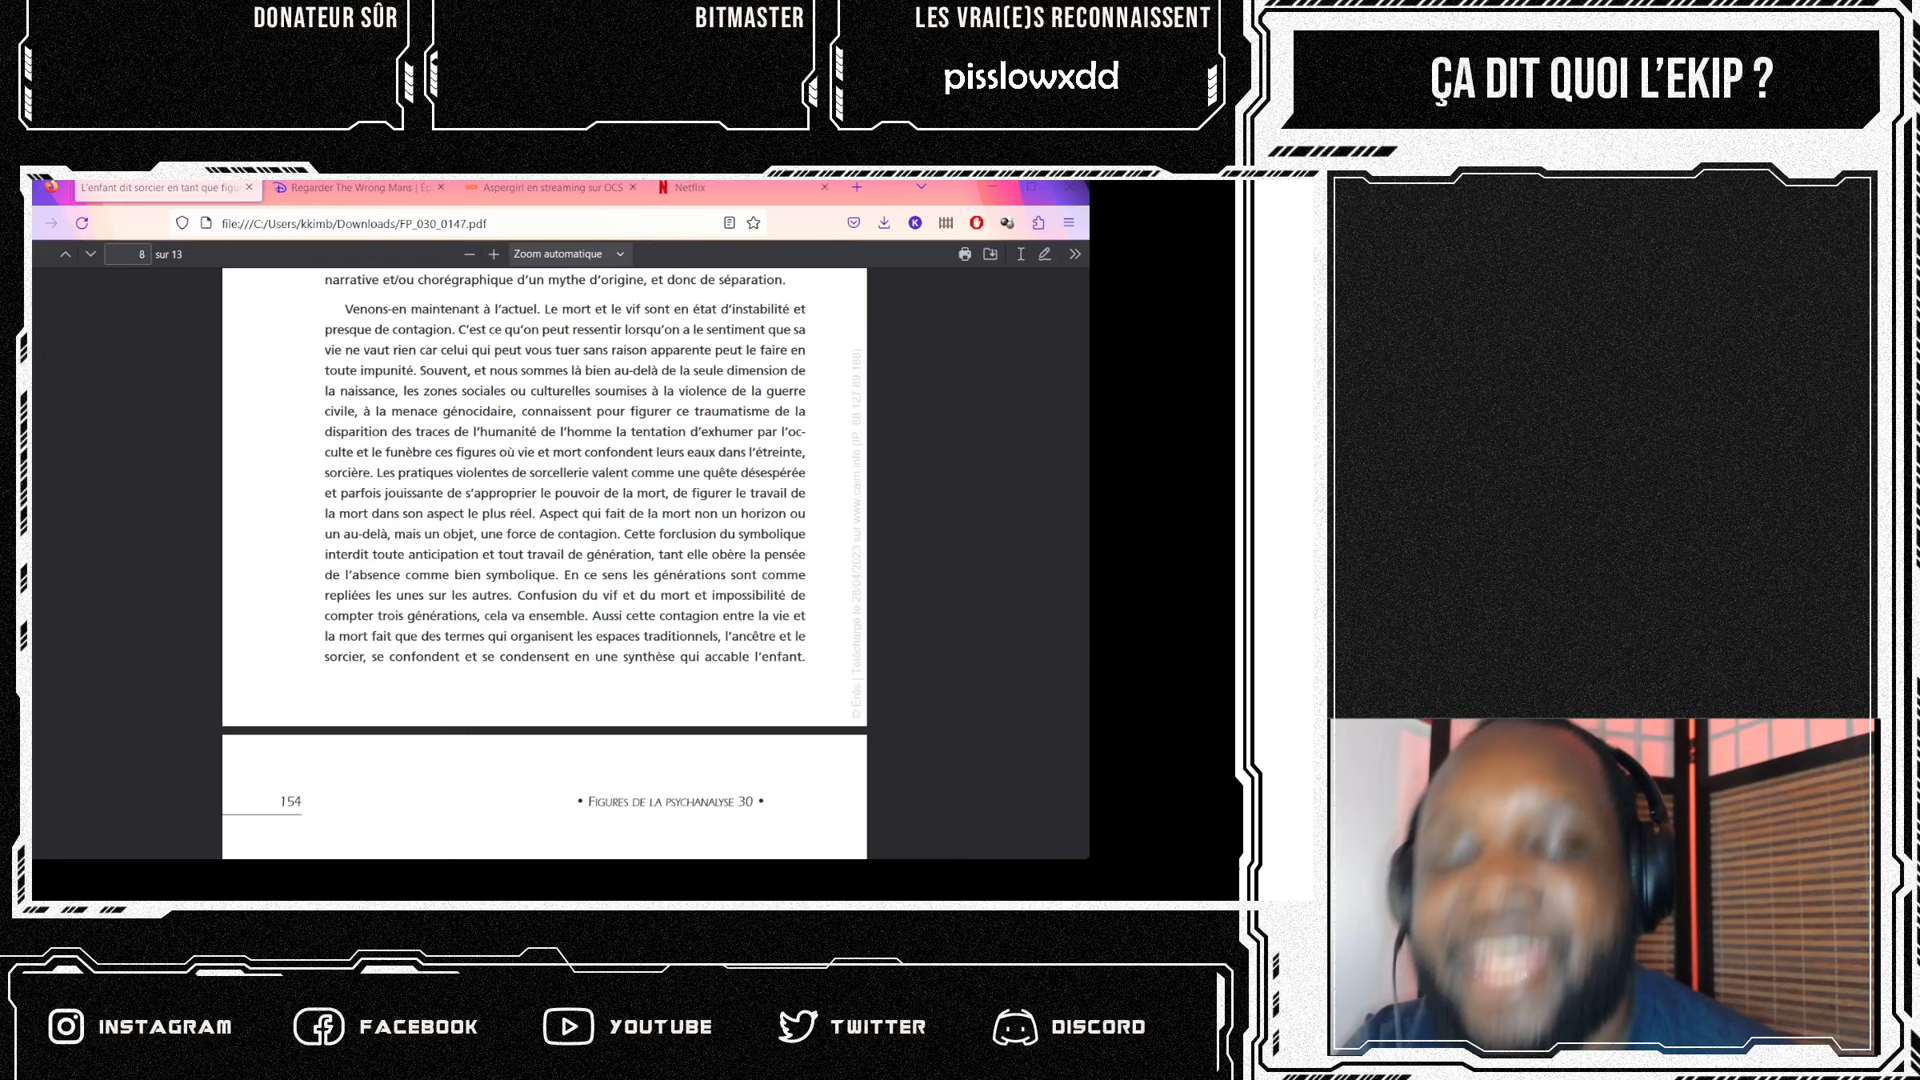 DONATEUR SÛR
BITMASTER
LES VRAI(E)S RECONNAISSENT
pisslowxdd
ÇA DIT QUOI L'EKIP ?
L'enfant dit sorcier en tant que figu
Regarder The Wrong Mans | Ép
Aspergirl en streaming sur OCS
Netflix
file:///C:/Users/kkimb/Downloads/FP_030_0147.pdf
8 sur 13
Zoom automatique
narrative et/ou chorégraphique d'un mythe d'origine, et donc de séparation.
Venons-en maintenant à l'actuel. Le mort et le vif sont en état d'instabilité et
presque de contagion. C'est ce qu'on peut ressentir lorsqu'on a le sentiment que sa
vie ne vaut rien car celui qui peut vous tuer sans raison apparente peut le faire en
toute impunité. Souvent, et nous sommes là bien au-delà de la seule dimension de
la naissance, les zones sociales ou culturelles soumises à la violence de la guerre
civile, à la menace génocidaire, connaissent pour figurer ce traumatisme de la
disparition des traces de l'humanité de l'homme la tentation d'exhumer par l'oc-
culte et le funèbre ces figures où vie et mort confondent leurs eaux dans l'étreinte,
sorcière. Les pratiques violentes de sorcellerie valent comme une quête désespérée
et parfois jouissante de s'approprier le pouvoir de la mort, de figurer le travail de
la mort dans son aspect le plus réel. Aspect qui fait de la mort non un horizon ou
un au-delà, mais un objet, une force de contagion. Cette forclusion du symbolique
interdit toute anticipation et tout travail de génération, tant elle obère la pensée
de l'absence comme bien symbolique. En ce sens les générations sont comme
repliées les unes sur les autres. Confusion du vif et du mort et impossibilité de
compter trois générations, cela va ensemble. Aussi cette contagion entre la vie et
la mort fait que des termes qui organisent les espaces traditionnels, l'ancêtre et le
sorcier, se confondent et se condensent en une synthèse qui accable l'enfant.
© Érès | Téléchargé le 28/04/2023 sur www.cairn.info (IP: 88.127.89.188)
154
• FIGURES DE LA PSYCHANALYSE 30 •
INSTAGRAM
FACEBOOK
YOUTUBE
TWITTER
DISCORD